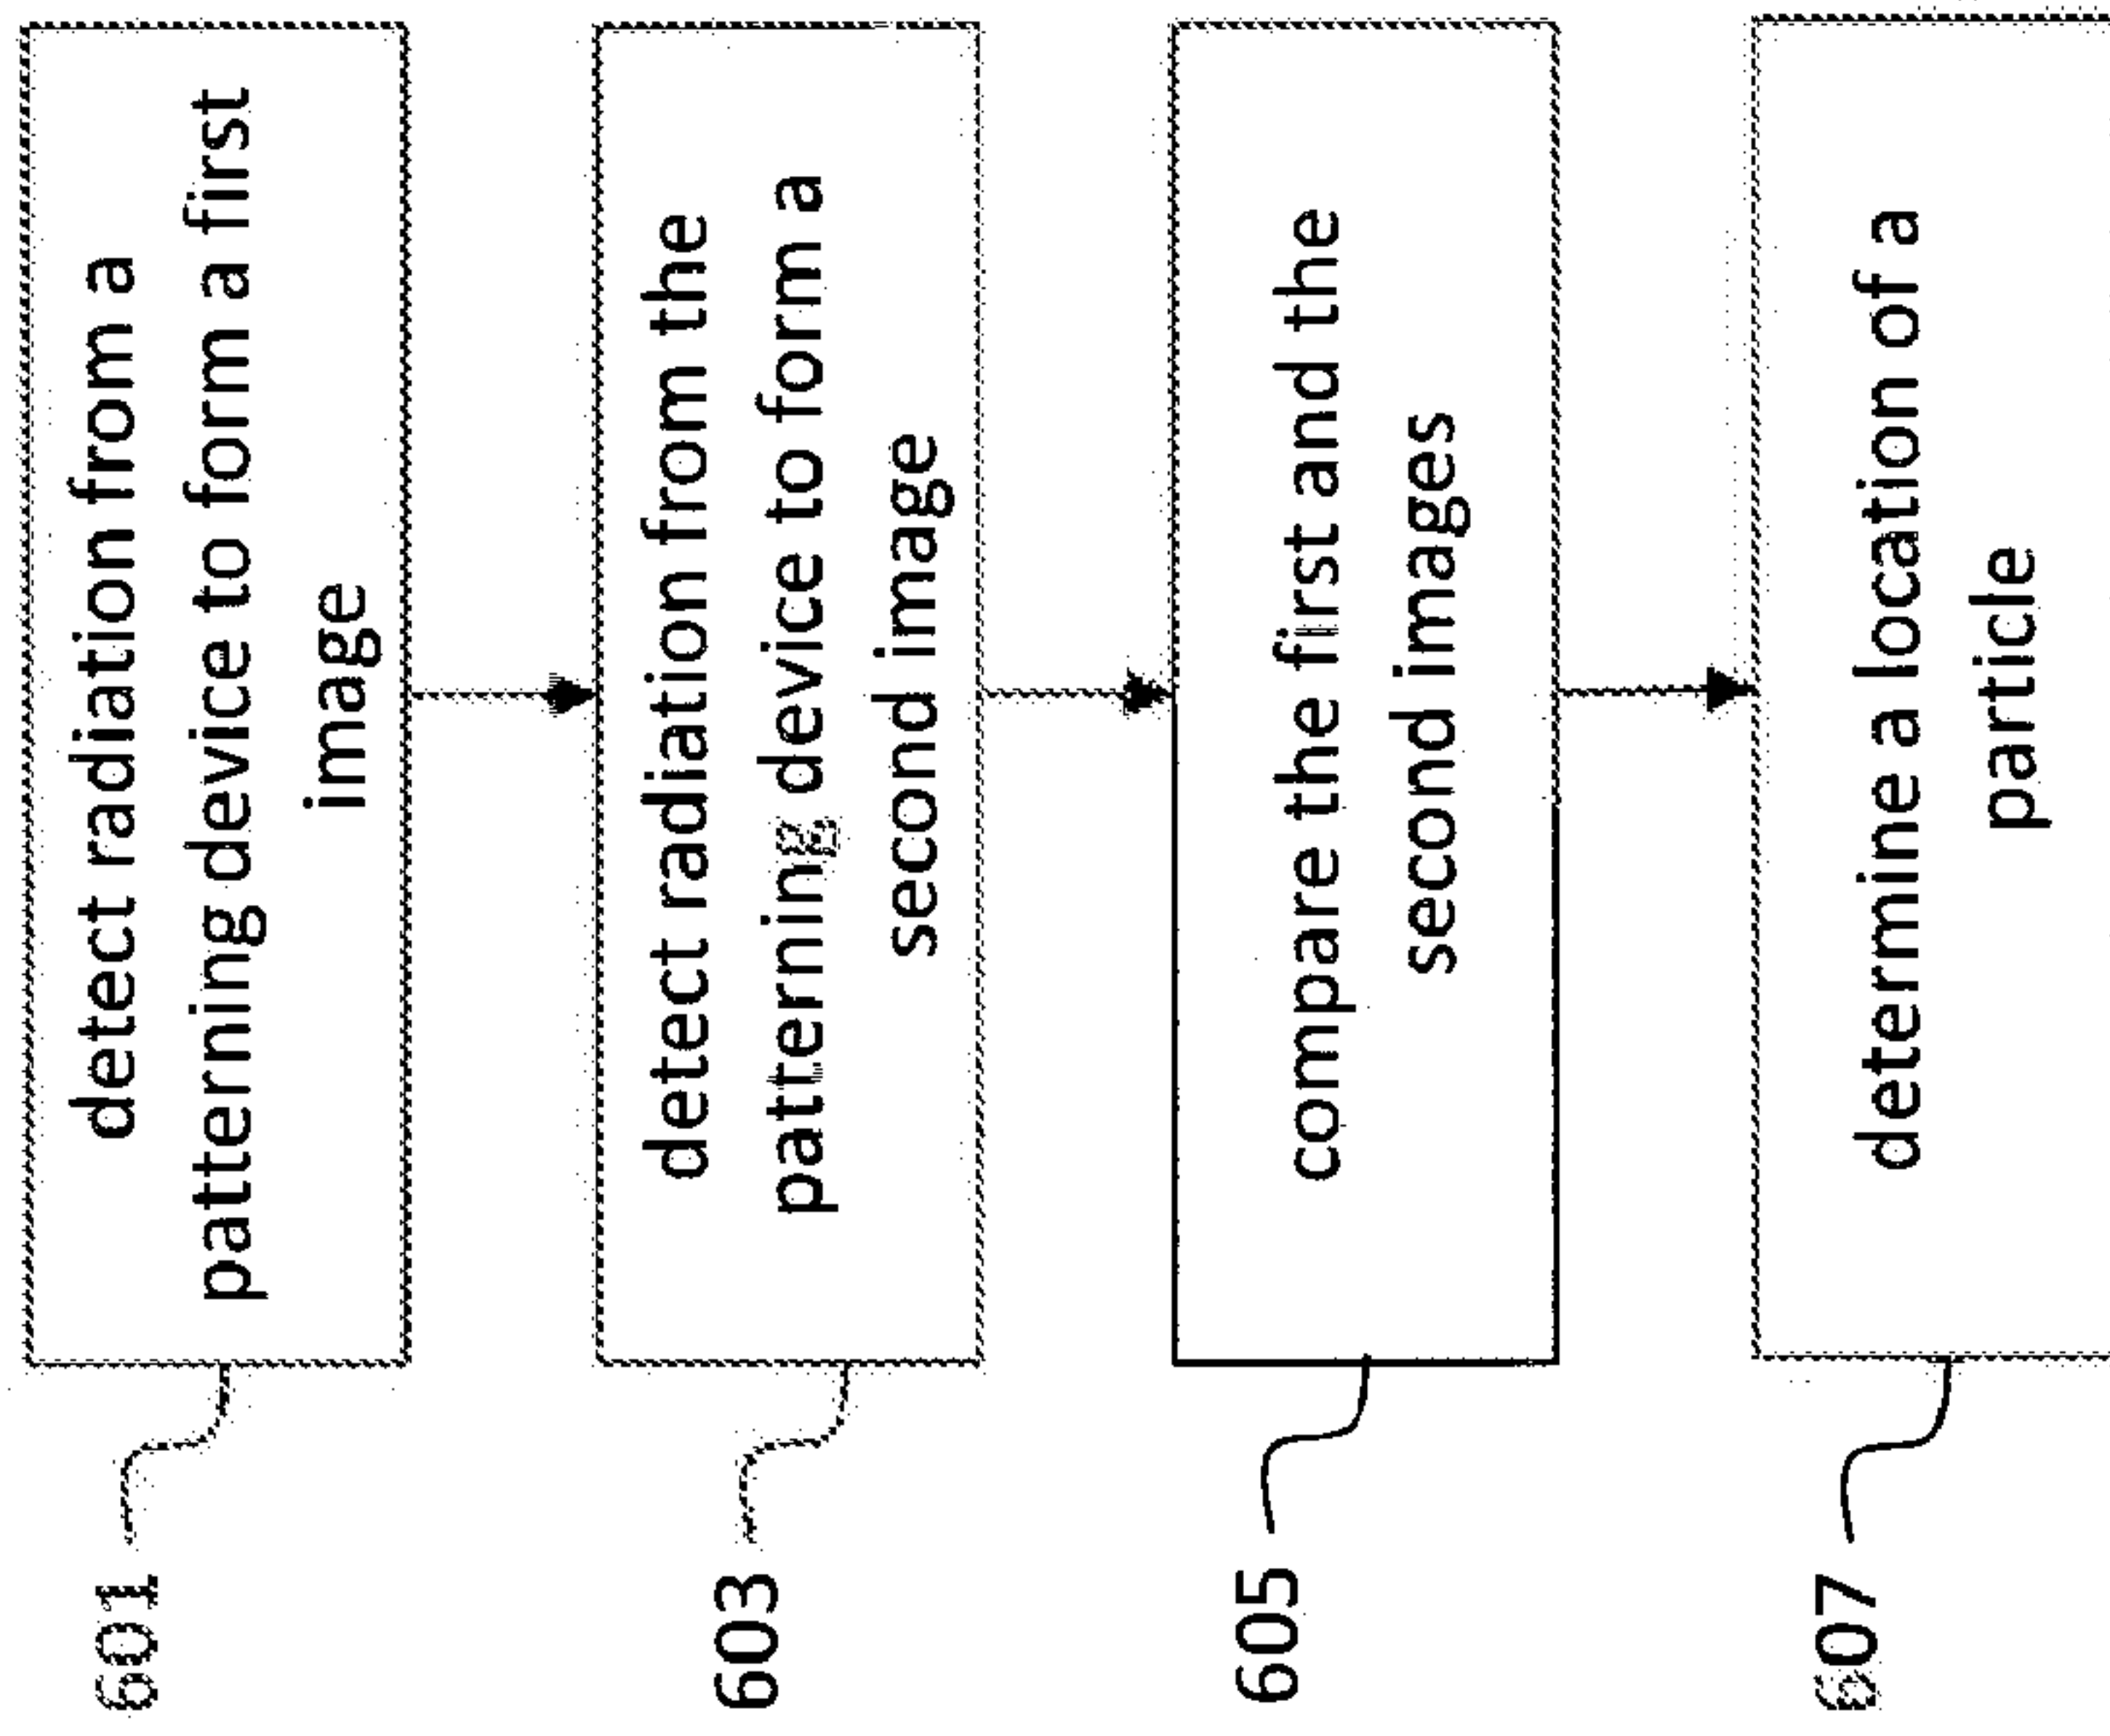 601
detect radiation from a
patterning device to form a first
image
603
detect radiation from the
patterning device to form a
second image
605
compare the first and the
second images
607
determine a location of a
particle